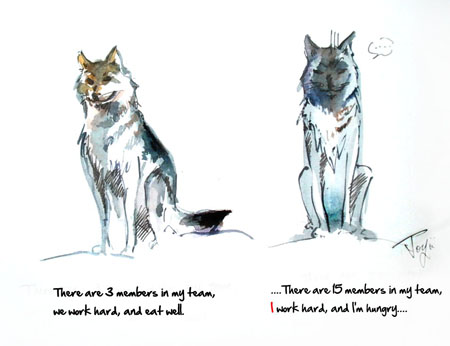 There are 3 members in my team,
we work hard, and eat well.
.... There are 15 members in my team,
I work hard, and I'm hungry....